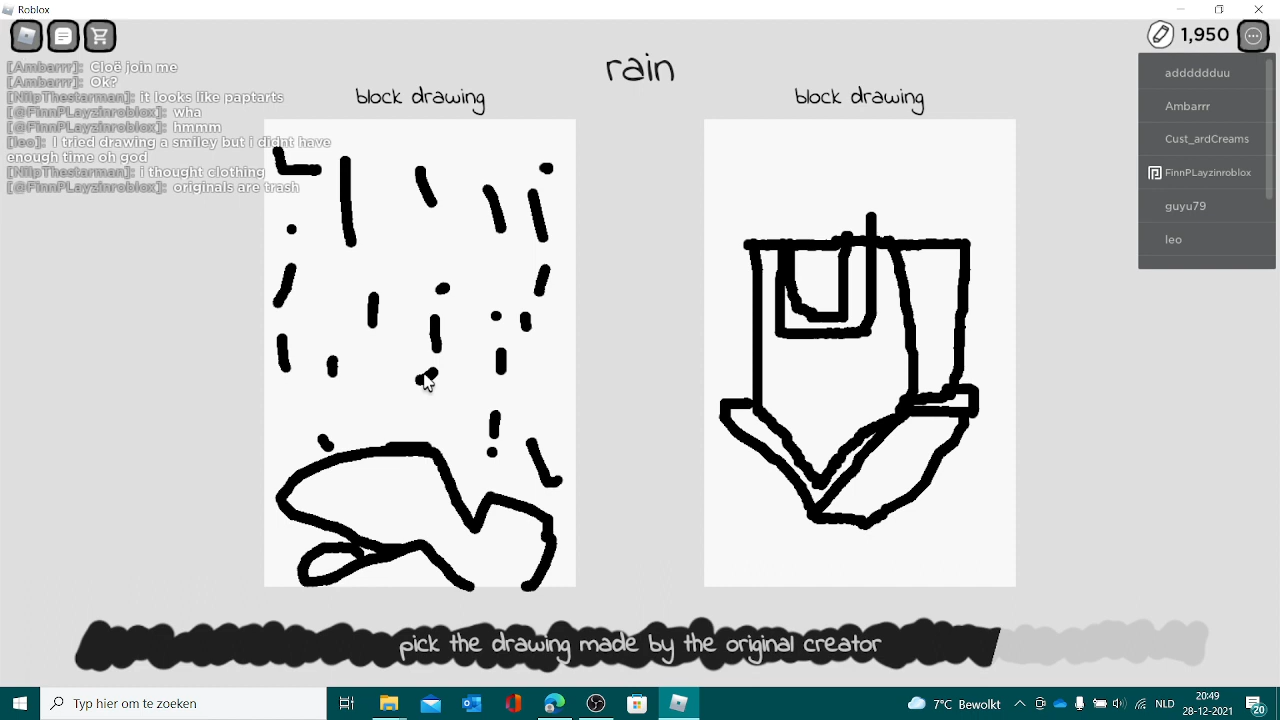 Roblox
1,950
[Ambarrr]: Cloë join me
[Ambarrr]: Ok?
[NilpThestarman]: it looks like paptarts
[@FinnPLayzinroblox]: wha
[@FinnPLayzinroblox]: hmmm
[leo]: I tried drawing a smiley but i didnt have
enough time oh god
[NilpThestarman]: i thought clothing
[@FinnPLayzinroblox]: originals are trash
rain
block drawing
block drawing
adddddduu
Ambarrr
Cust_ardCreams
FinnPLayzinroblox
guyu79
leo
pick the drawing made by the original creator
Typ hier om te zoeken
7°C Bewolkt
NLD
20:49
28-12-2021
20